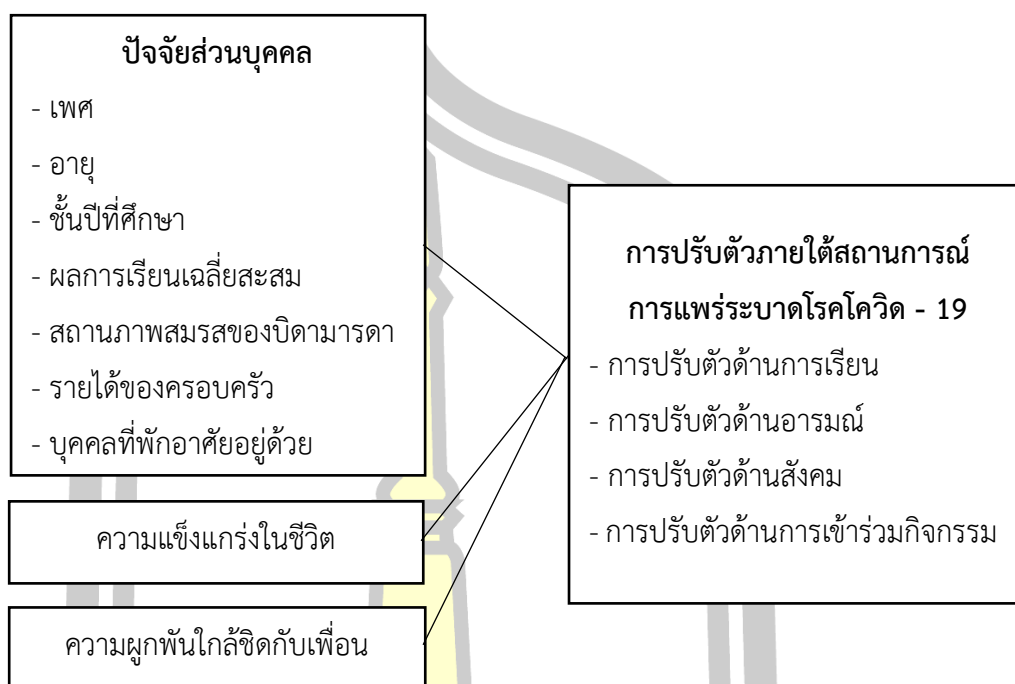 ปัจจัยส่วนบุคคล
- เพศ
- อายุ
- ชั้นปีที่ศึกษา
- ผลการเรียนเฉลี่ยสะสม
- สถานภาพสมรสของบิดามารดา
- รายได้ของครอบครัว
- บุคคลที่พักอาศัยอยู่ด้วย
ความแข็งแกร่งในชีวิต
ความผูกพันใกล้ชิดกับเพื่อน
การปรับตัวภายใต้สถานการณ์
การแพร่ระบาดโรคโควิด - 19
- การปรับตัวด้านการเรียน
- การปรับตัวด้านอารมณ์
- การปรับตัวด้านสังคม
- การปรับตัวด้านการเข้าร่วมกิจกรรม